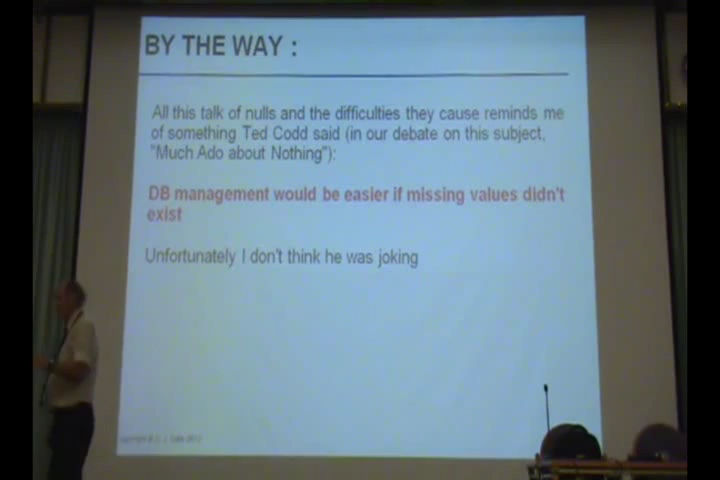 BY THE WAY :
All this talk of nulls and the difficulties they cause reminds me
of something Ted Codd said (in our debate on this subject,
"Much Ado about Nothing"):
DB management would be easier if missing values didn't
exist
Unfortunately I don't think he was joking